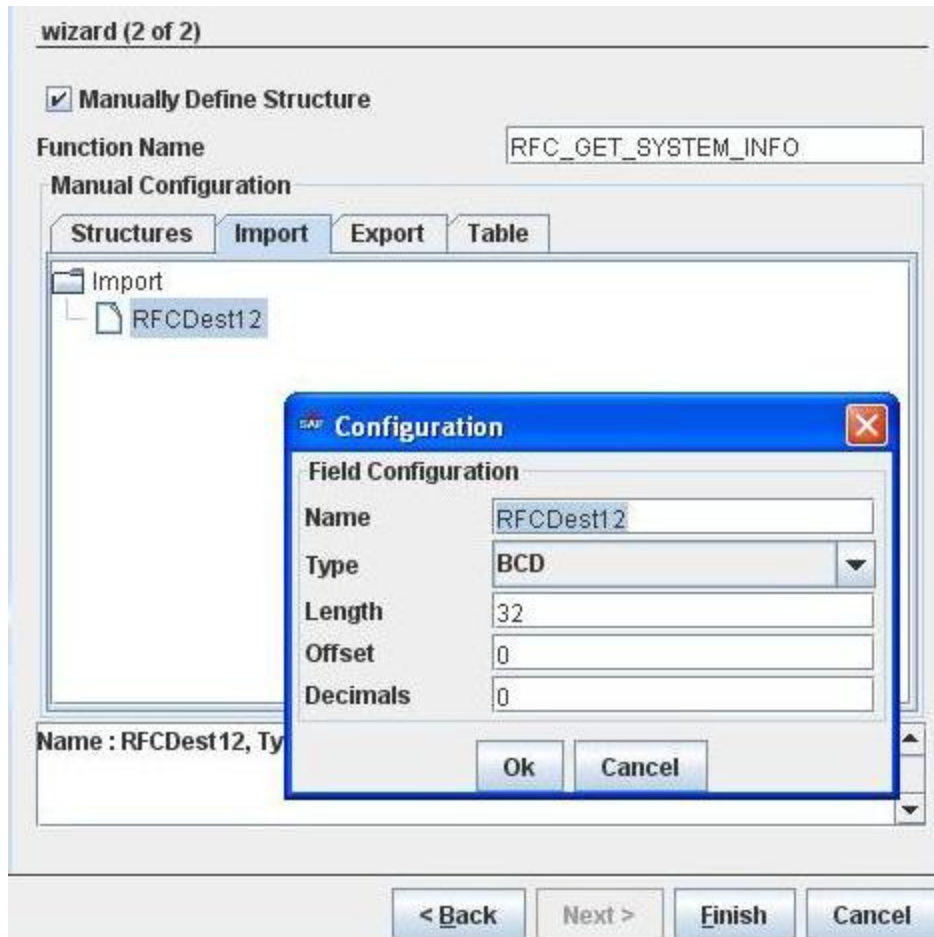 wizard (2 of 2)
Manually Define Structure
Function Name RFC_GET_SYSTEM_INFO
Manual Configuration
Structures Import Export Table
Import
RFCDest12
SAP Configuration
Field Configuration
Name RFCDest12
Type BCD
Length 32
Offset 0
Decimals 0
Ok Cancel
Name : RFCDest12, Ty
< Back Next > Finish Cancel